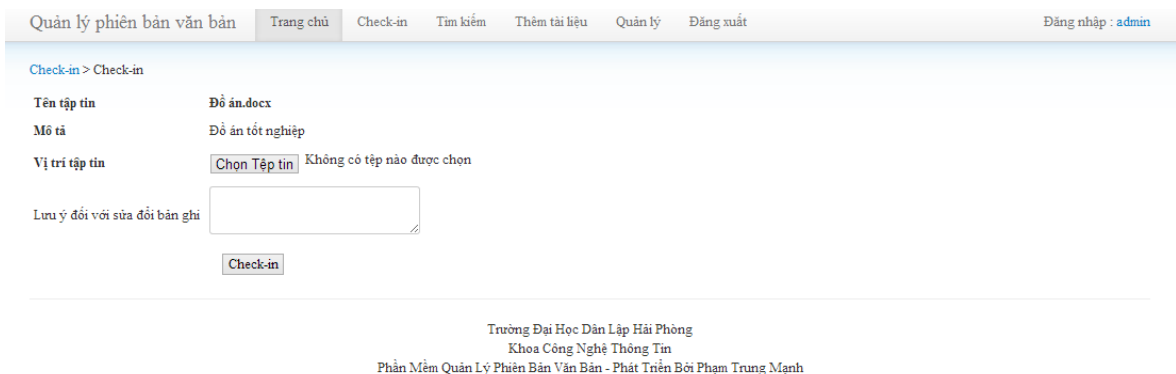 Quản lý phiên bản văn bản Trang chủ Check-in Tìm kiếm Thêm tài liệu Quản lý Đăng xuất Đăng nhập : admin
Check-in > Check-in
Tên tập tin Đồ án.docx
Mô tả Đồ án tốt nghiệp
Vị trí tập tin Chọn Tệp tin Không có tệp nào được chọn
Lưu ý đối với sửa đổi bản ghi
Check-in
Trường Đại Học Dân Lập Hải Phòng
Khoa Công Nghệ Thông Tin
Phần Mềm Quản Lý Phiên Bản Văn Bản - Phát Triển Bởi Phạm Trung Mạnh